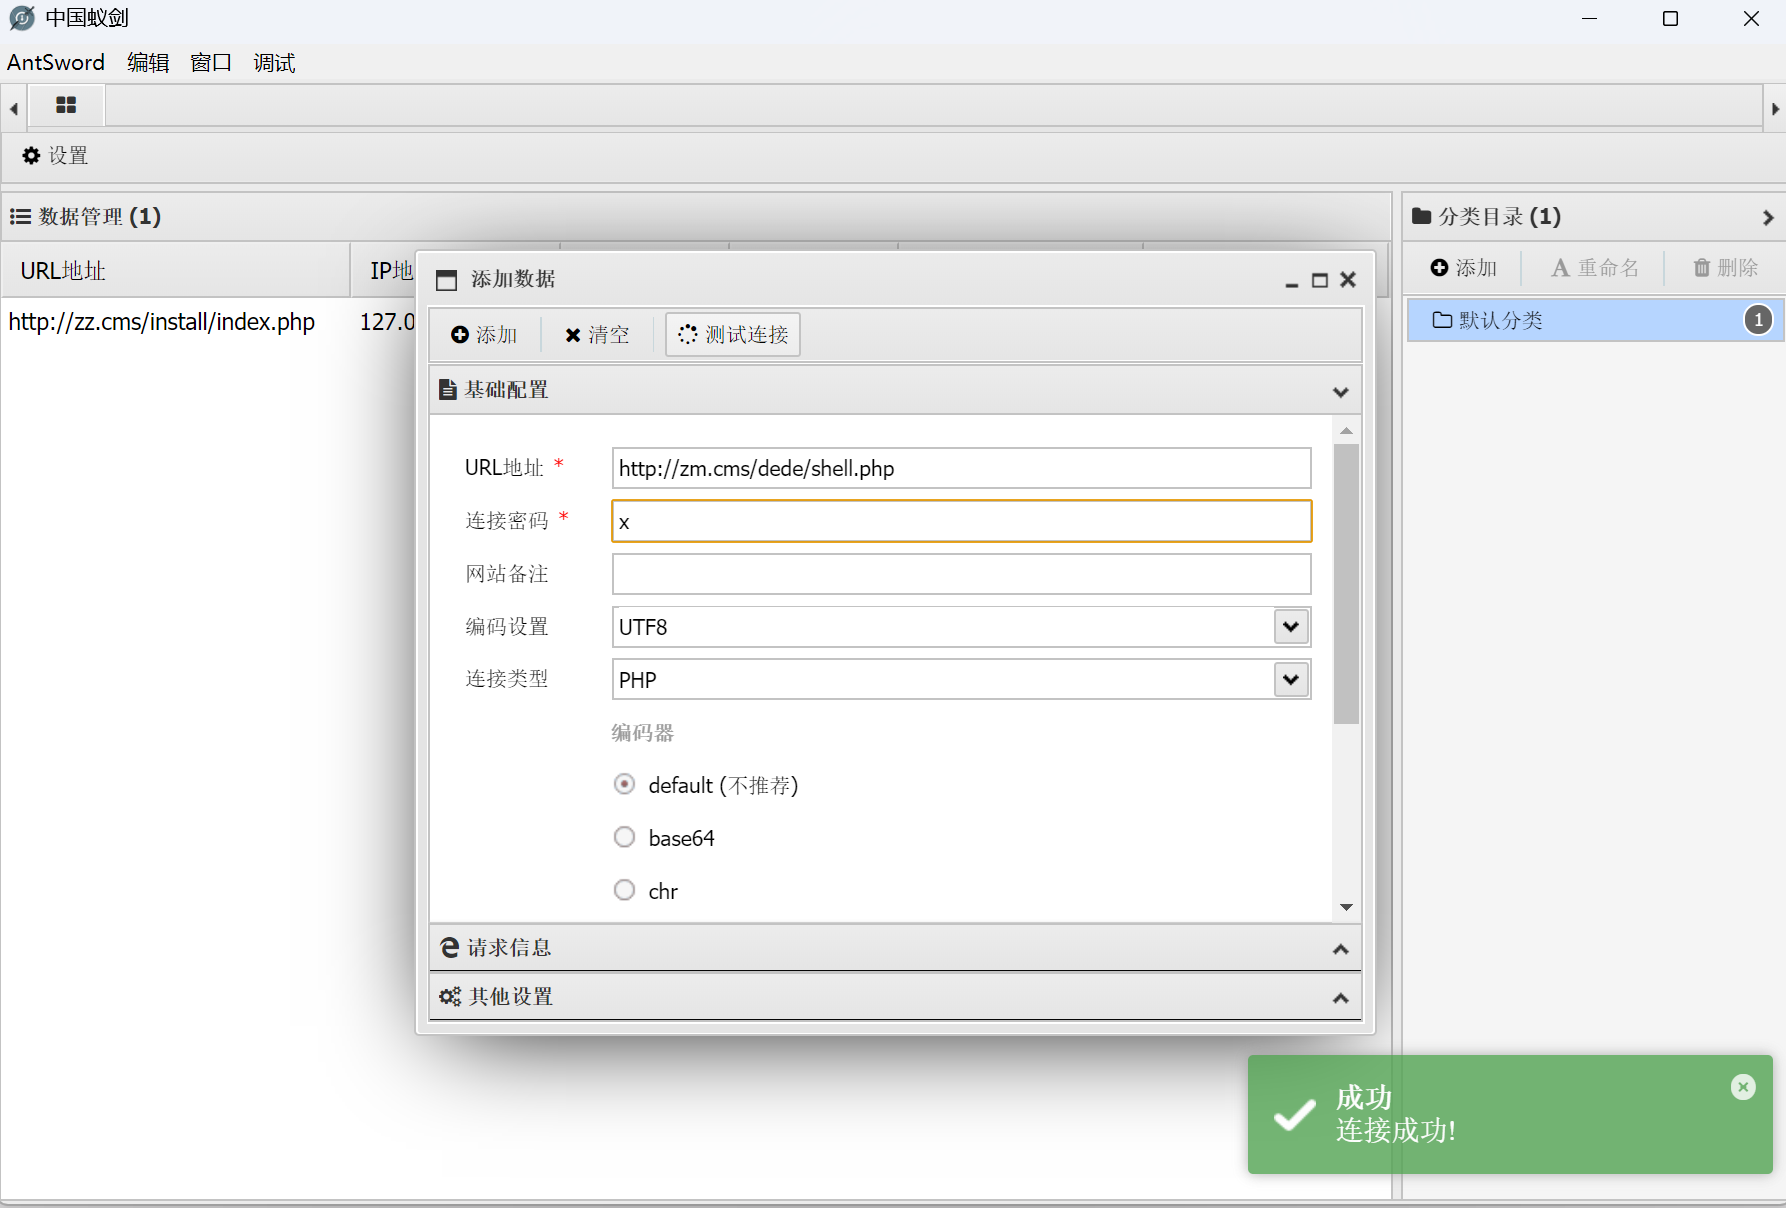 中国蚁剑
AntSword 编辑 窗口 调试
设置
数据管理 (1)
URL地址 IP地
http://zz.cms/install/index.php 127.0
添加数据
添加 清空 测试连接
基础配置
URL地址 *
http://zm.cms/dede/shell.php
连接密码 *
x
网站备注
编码设置
UTF8
连接类型
PHP
编码器
default (不推荐)
base64
chr
请求信息
其他设置
分类目录 (1)
添加 重命名 删除
默认分类 1
成功
连接成功!